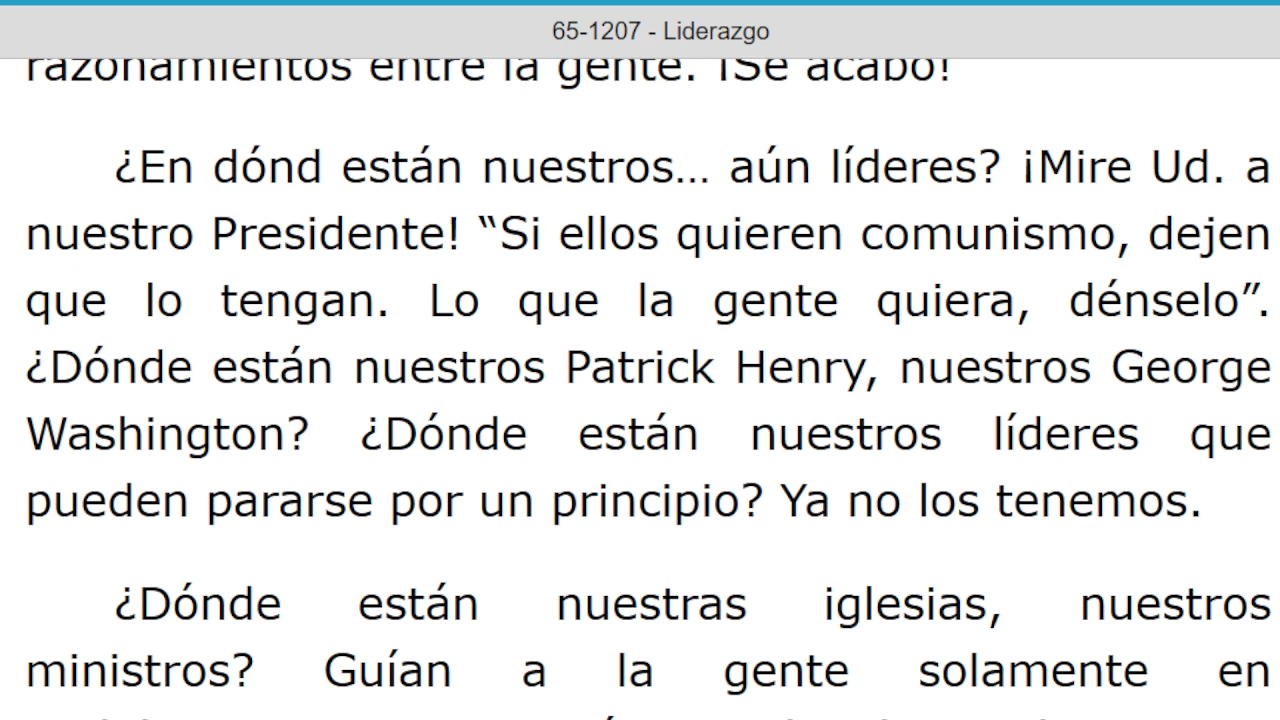 65-1207 - Liderazgo
razonamientos entre la gente. ¡Se acabó!
¿En dónd están nuestros… aún líderes? ¡Mire Ud. a
nuestro Presidente! “Si ellos quieren comunismo, dejen
que lo tengan. Lo que la gente quiera, dénselo”.
¿Dónde están nuestros Patrick Henry, nuestros George
Washington? ¿Dónde están nuestros líderes que
pueden pararse por un principio? Ya no los tenemos.
¿Dónde están nuestras iglesias, nuestros
ministros? Guían a la gente solamente en